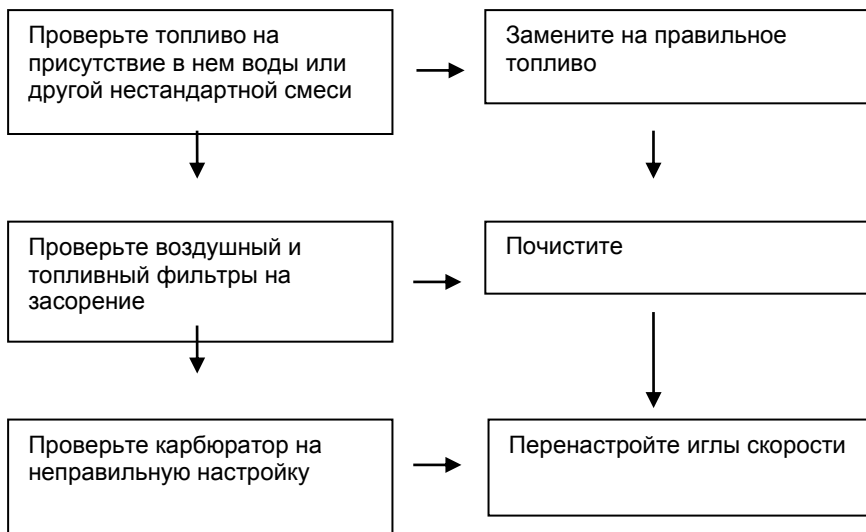 Проверьте топливо на
присутствие в нем воды или
другой нестандартной смеси
Замените на правильное
топливо
Проверьте воздушный и
топливный фильтры на
засорение
Почистите
Проверьте карбюратор на
неправильную настройку
Перенастройте иглы скорости